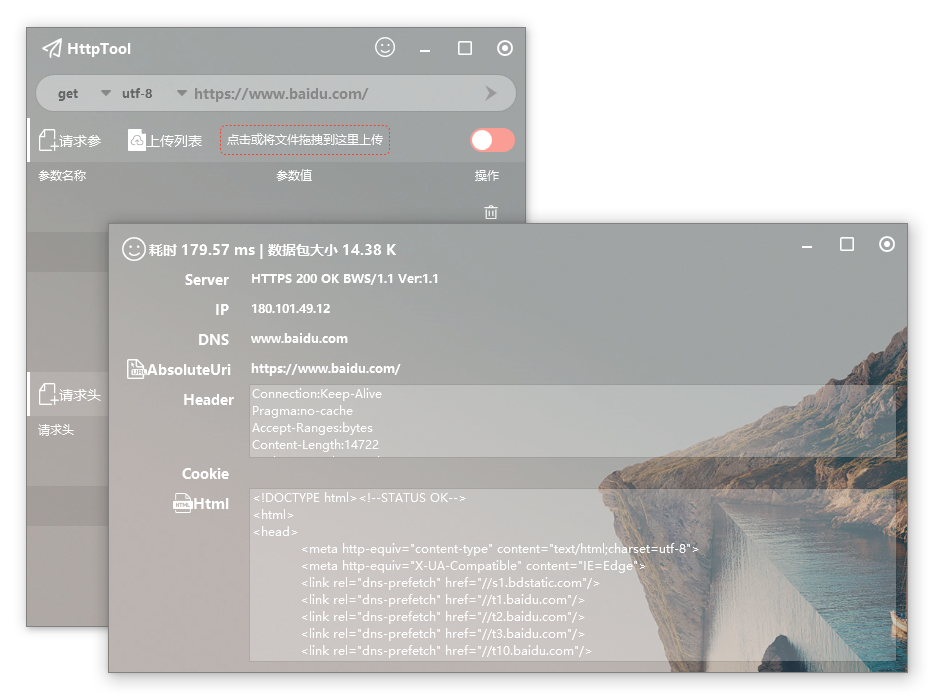 HttpTool
get utf-8 https://www.baidu.com/
请求参 上传列表 点击或将文件拖拽到这里上传
参数名称 参数值 操作
请求头
请求头
耗时 179.57 ms | 数据包大小 14.38 K
Server HTTPS 200 OK BWS/1.1 Ver:1.1
IP 180.101.49.12
DNS www.baidu.com
AbsoluteUri https://www.baidu.com/
Header Connection:Keep-Alive
Pragma:no-cache
Accept-Ranges:bytes
Content-Length:14722
Cookie
Html <!DOCTYPE html><!--STATUS OK-->
<html>
<head>
<meta http-equiv="content-type" content="text/html;charset=utf-8">
<meta http-equiv="X-UA-Compatible" content="IE=Edge">
<link rel="dns-prefetch" href="//s1.bdstatic.com"/>
<link rel="dns-prefetch" href="//t1.baidu.com"/>
<link rel="dns-prefetch" href="//t2.baidu.com"/>
<link rel="dns-prefetch" href="//t3.baidu.com"/>
<link rel="dns-prefetch" href="//t10.baidu.com"/>